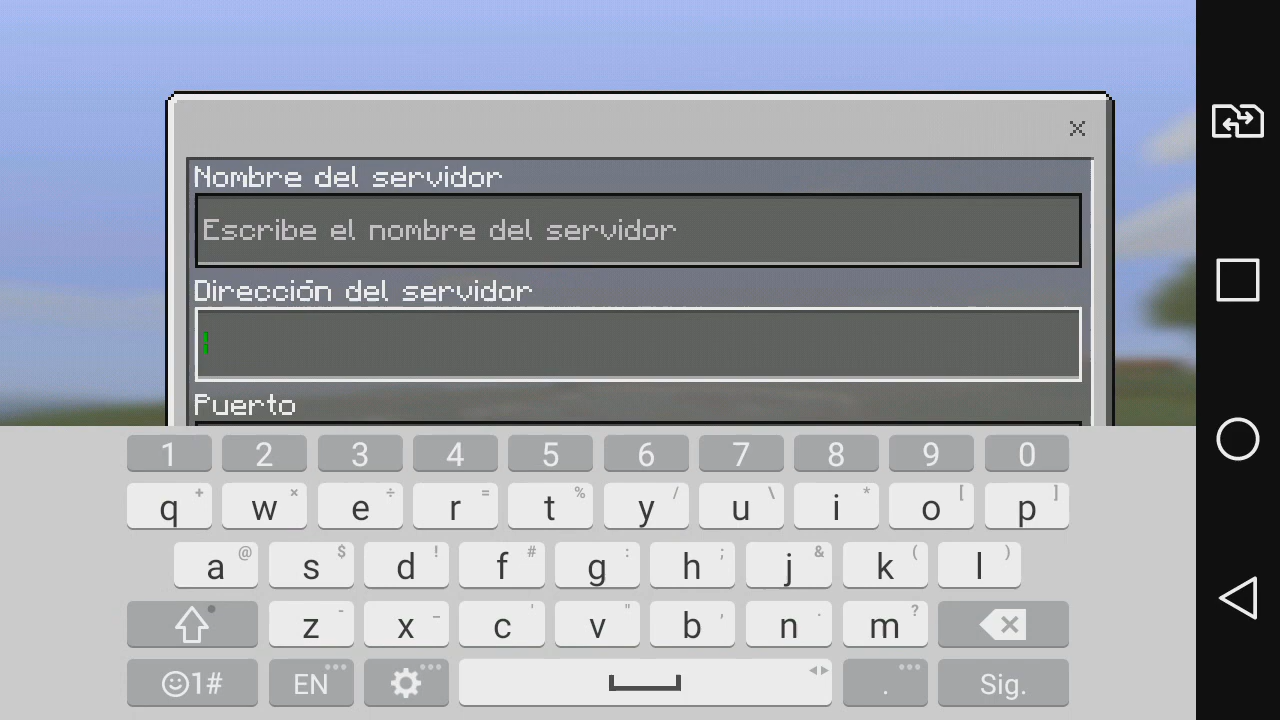 Nombre del servidor
Escribe el nombre del servidor
Dirección del servidor
Puerto
1 2 3 4 5 6 7 8 9 0
q + w × e ÷ r = t % y / u \ i * o [ p ]
a @ s $ d ! f # g : h ; j & k ( l )
z - x _ c ' v " b , n . m ?
1# EN . Sig.